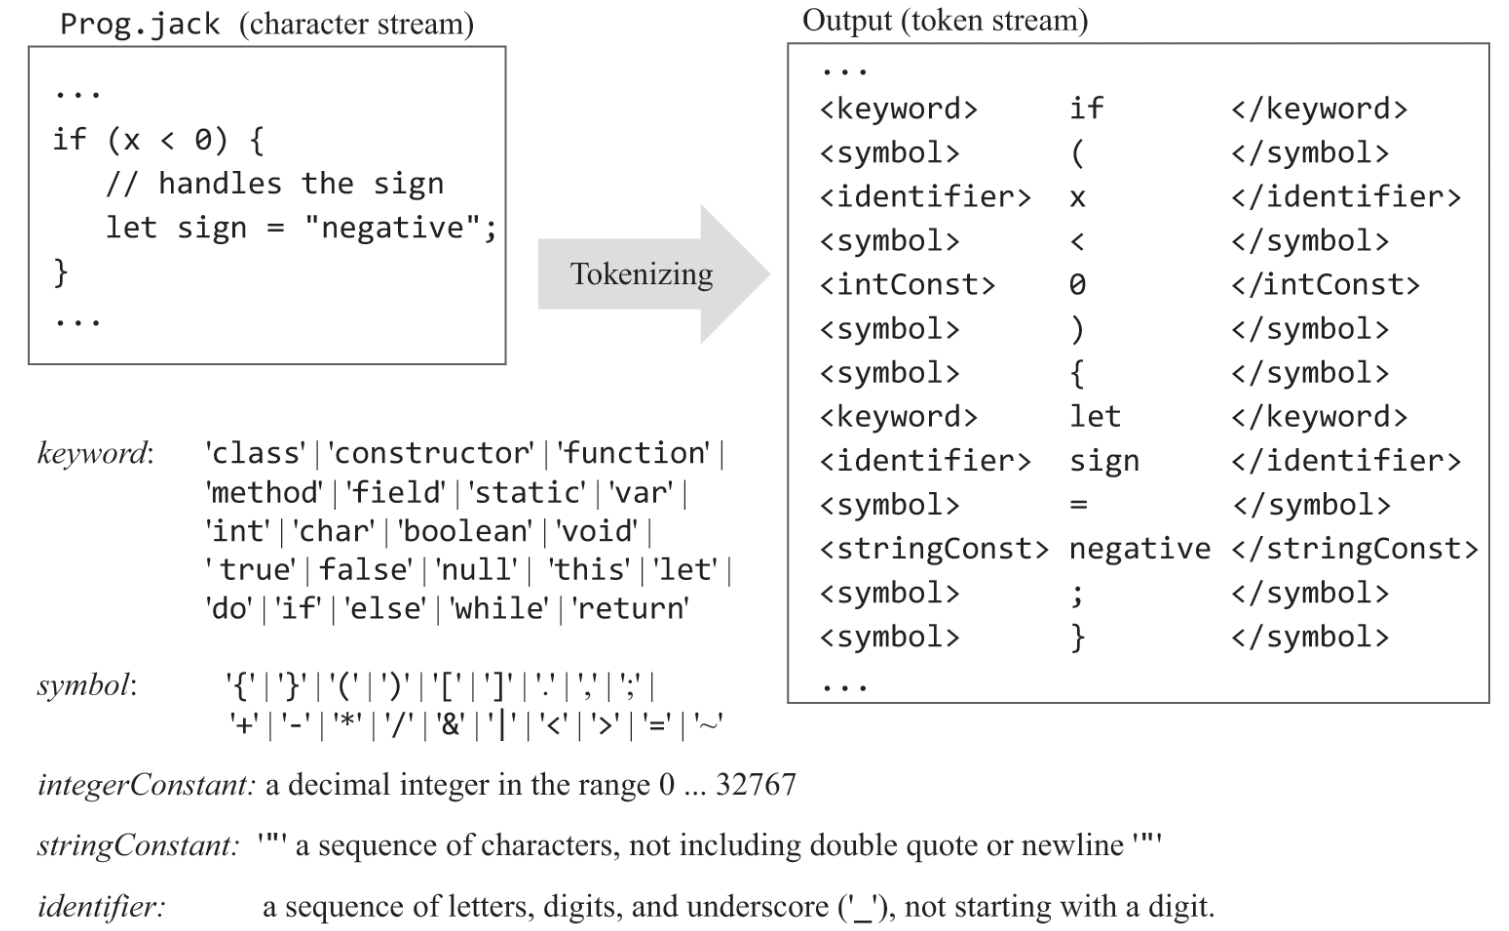 Prog.jack (character stream)
...
if (x < 0) {
// handles the sign
let sign = "negative";
}
...
Tokenizing
Output (token stream)
...
<keyword> if </keyword>
<symbol> ( </symbol>
<identifier> x </identifier>
<symbol> < </symbol>
<intConst> 0 </intConst>
<symbol> ) </symbol>
<symbol> { </symbol>
<keyword> let </keyword>
<identifier> sign </identifier>
<symbol> = </symbol>
<stringConst> negative </stringConst>
<symbol> ; </symbol>
<symbol> } </symbol>
...
keyword: 'class' | 'constructor' | 'function' |
'method' | 'field' | 'static' | 'var' |
'int' | 'char' | 'boolean' | 'void' |
' true' | false' | 'null' | 'this' | 'let' |
'do' | 'if' | 'else' | 'while' | 'return'
symbol: '{' | '}' | '(' | ')' | '[' | ']' | '.' | ',' | ';' |
'+' | '-' | '*' | '/' | '&' | '|' | '<' | '>' | '=' | '~'
integerConstant: a decimal integer in the range 0 ... 32767
stringConstant: '"' a sequence of characters, not including double quote or newline '"'
identifier: a sequence of letters, digits, and underscore ('_'), not starting with a digit.